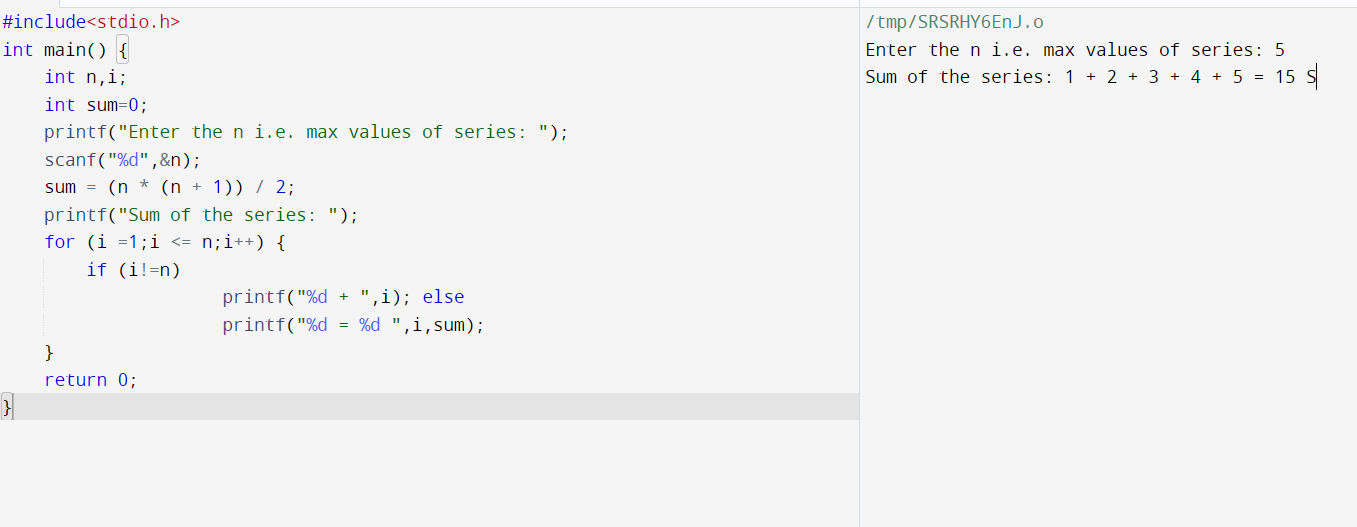 #include<stdio.h>
int main() {
    int n,i;
    int sum=0;
    printf("Enter the n i.e. max values of series: ");
    scanf("%d",&n);
    sum = (n * (n + 1)) / 2;
    printf("Sum of the series: ");
    for (i =1;i <= n;i++) {
        if (i!=n)
                     printf("%d + ",i); else
                     printf("%d = %d ",i,sum);
    }
    return 0;
}
/tmp/SRSRHY6EnJ.o
Enter the n i.e. max values of series: 5
Sum of the series: 1 + 2 + 3 + 4 + 5 = 15 S